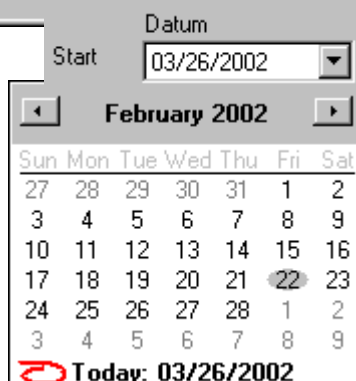 Datum
Start 03/26/2002
February 2002
Sun Mon Tue Wed Thu Fri Sat
27 28 29 30 31 1 2
3 4 5 6 7 8 9
10 11 12 13 14 15 16
17 18 19 20 21 22 23
24 25 26 27 28 1 2
3 4 5 6 7 8 9
Today: 03/26/2002